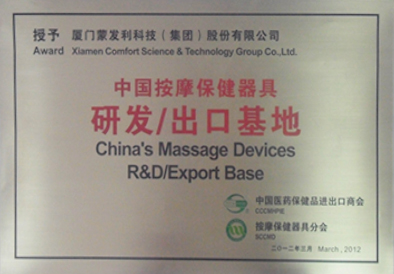 授予 厦门蒙发利科技（集团）股份有限公司
Award Xiamen Comfort Science & Technology Group Co.,Ltd.
中国按摩保健器具
研发/出口基地
China's Massage Devices
R&D/Export Base
中国医药保健品进出口商会
CCCMHPIE
按摩保健器具分会
SCCMD
二〇一二年三月 March, 2012